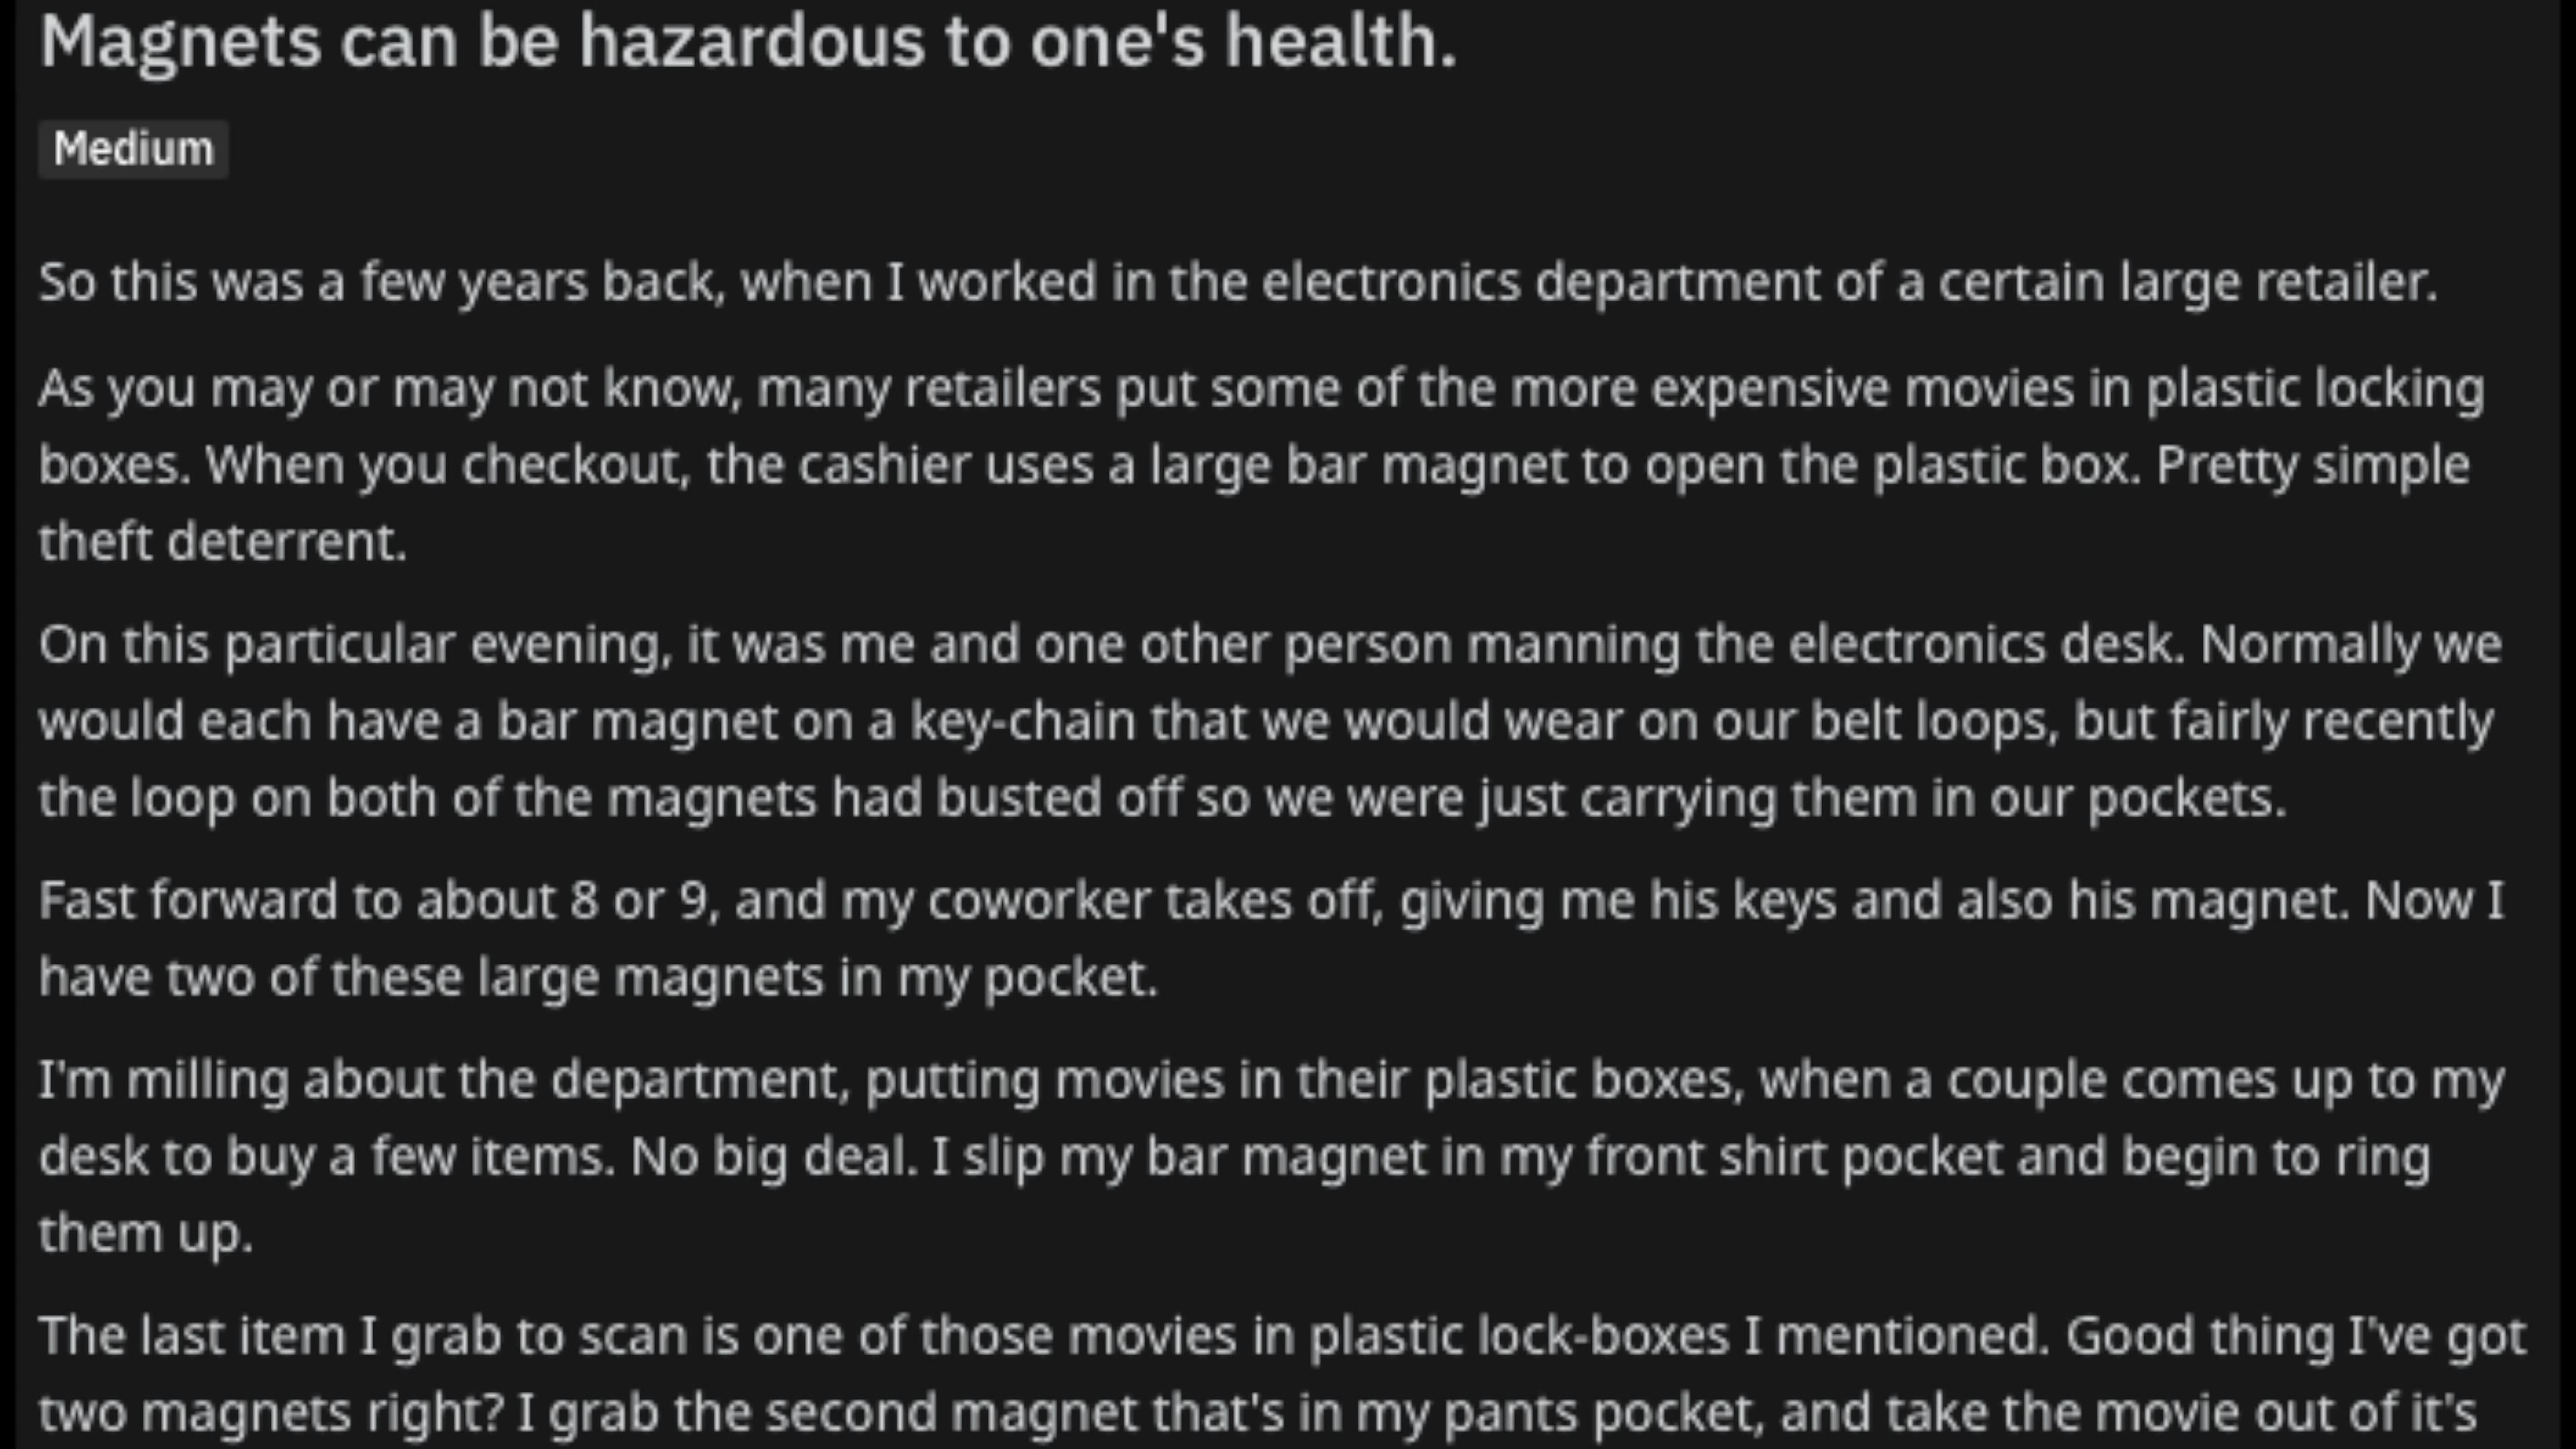 Magnets can be hazardous to one's health.
Medium
So this was a few years back, when I worked in the electronics department of a certain large retailer.
As you may or may not know, many retailers put some of the more expensive movies in plastic locking
boxes. When you checkout, the cashier uses a large bar magnet to open the plastic box. Pretty simple
theft deterrent.
On this particular evening, it was me and one other person manning the electronics desk. Normally we
would each have a bar magnet on a key-chain that we would wear on our belt loops, but fairly recently
the loop on both of the magnets had busted off so we were just carrying them in our pockets.
Fast forward to about 8 or 9, and my coworker takes off, giving me his keys and also his magnet. Now I
have two of these large magnets in my pocket.
I'm milling about the department, putting movies in their plastic boxes, when a couple comes up to my
desk to buy a few items. No big deal. I slip my bar magnet in my front shirt pocket and begin to ring
them up.
The last item I grab to scan is one of those movies in plastic lock-boxes I mentioned. Good thing I've got
two magnets right? I grab the second magnet that's in my pants pocket, and take the movie out of it's